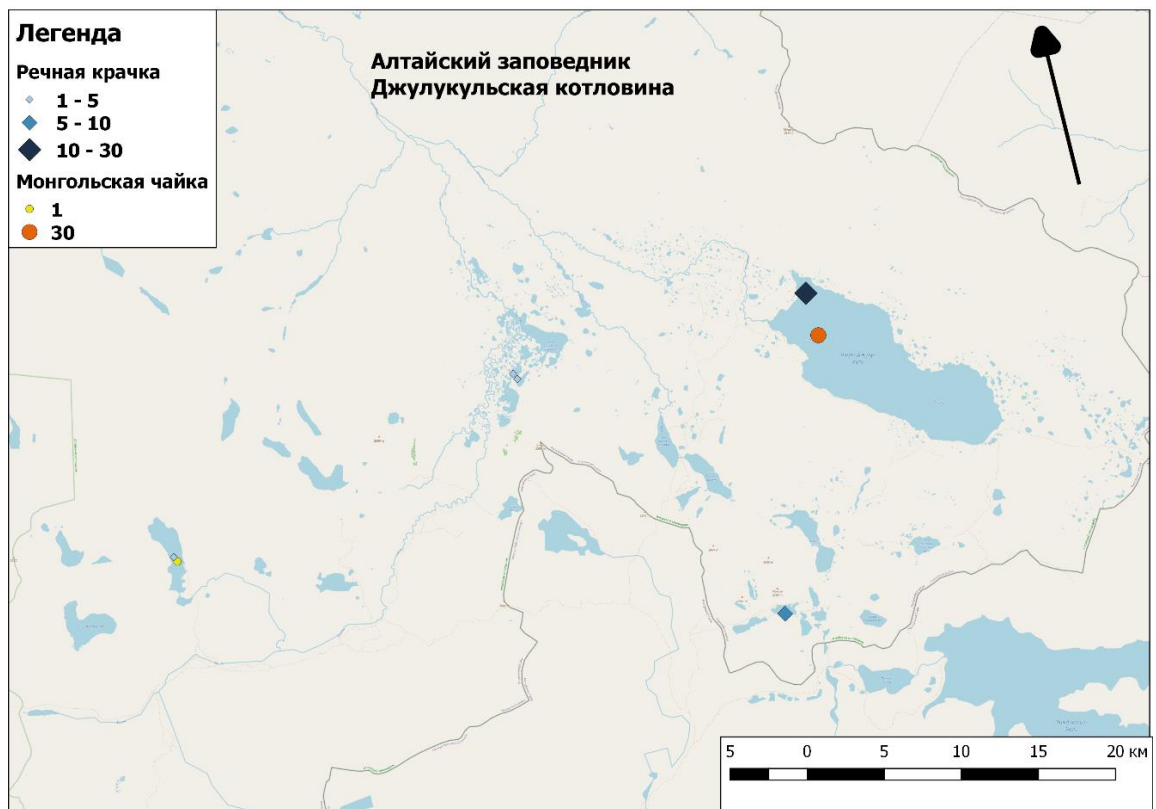 Легенда
Речная крачка
1 - 5
5 - 10
10 - 30
Монгольская чайка
1
30
Алтайский заповедник
Джулукульская котловина
5 0 5 10 15 20 км